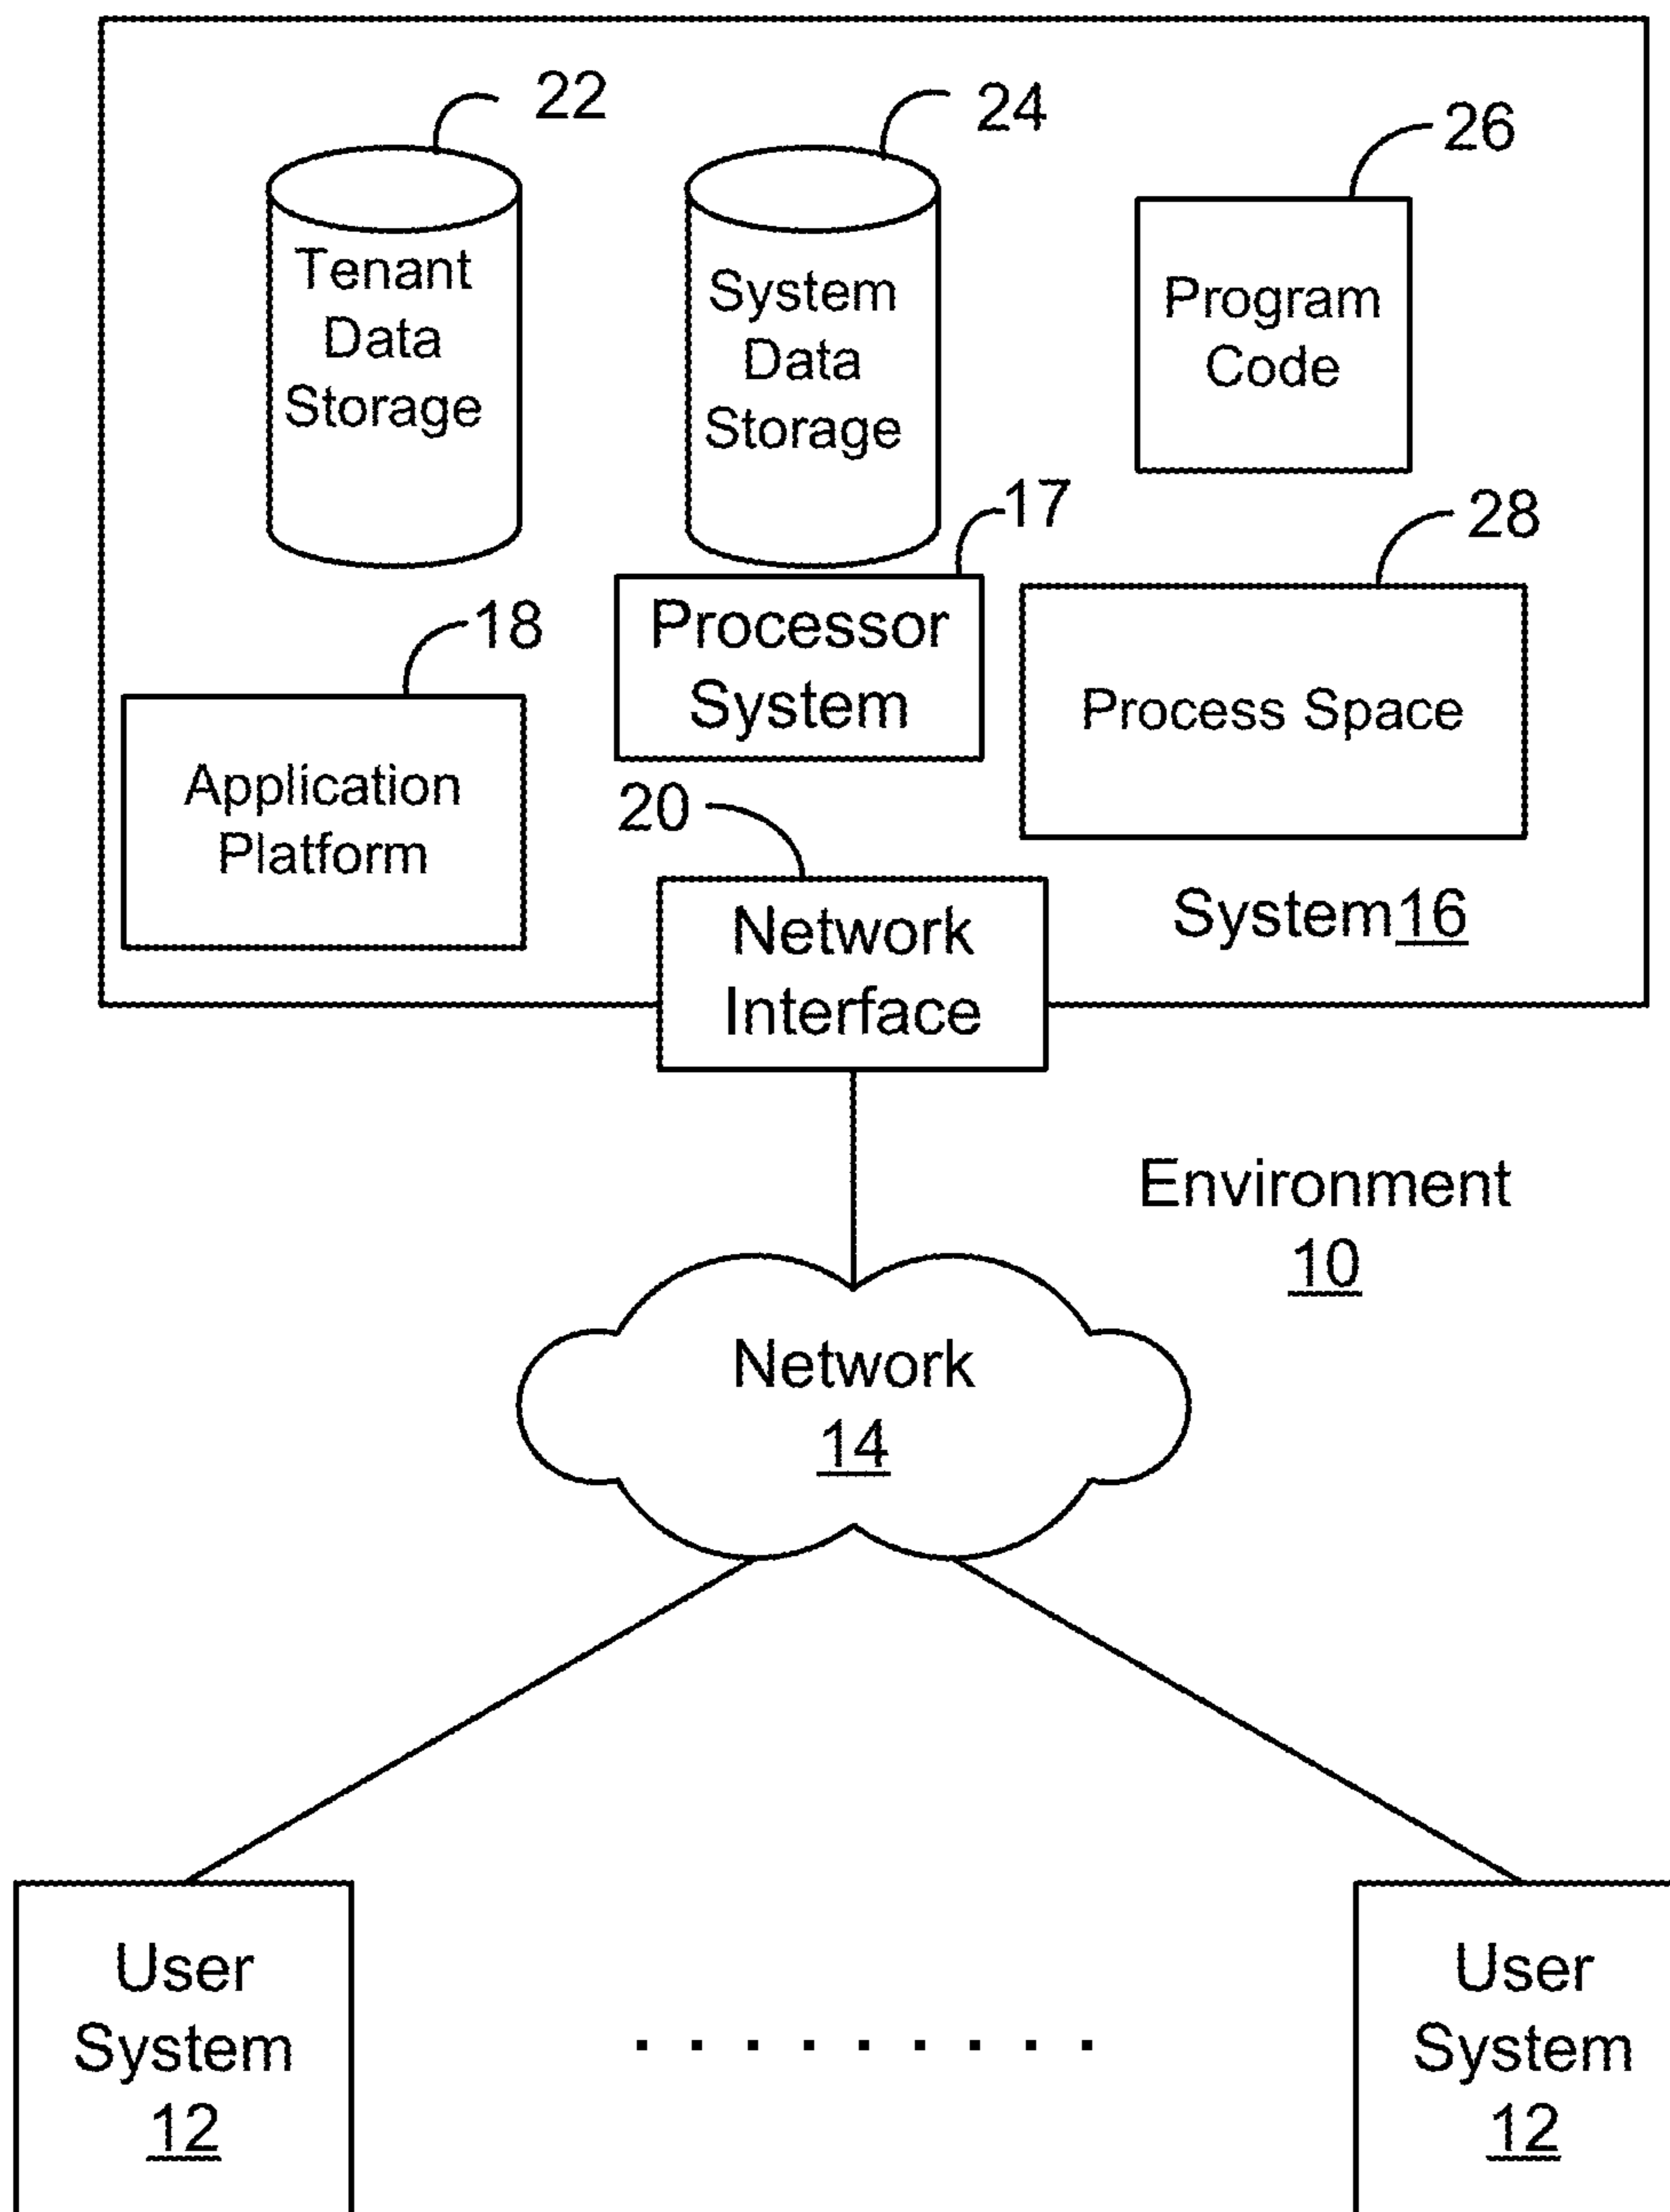 22
24
26
Tenant
Data
Storage
System
Data
Storage
Program
Code
17
28
18
Processor
System
Process Space
Application
Platform
20
Network
Interface
System16
Environment
10
Network
14
User
System
12
User
System
12